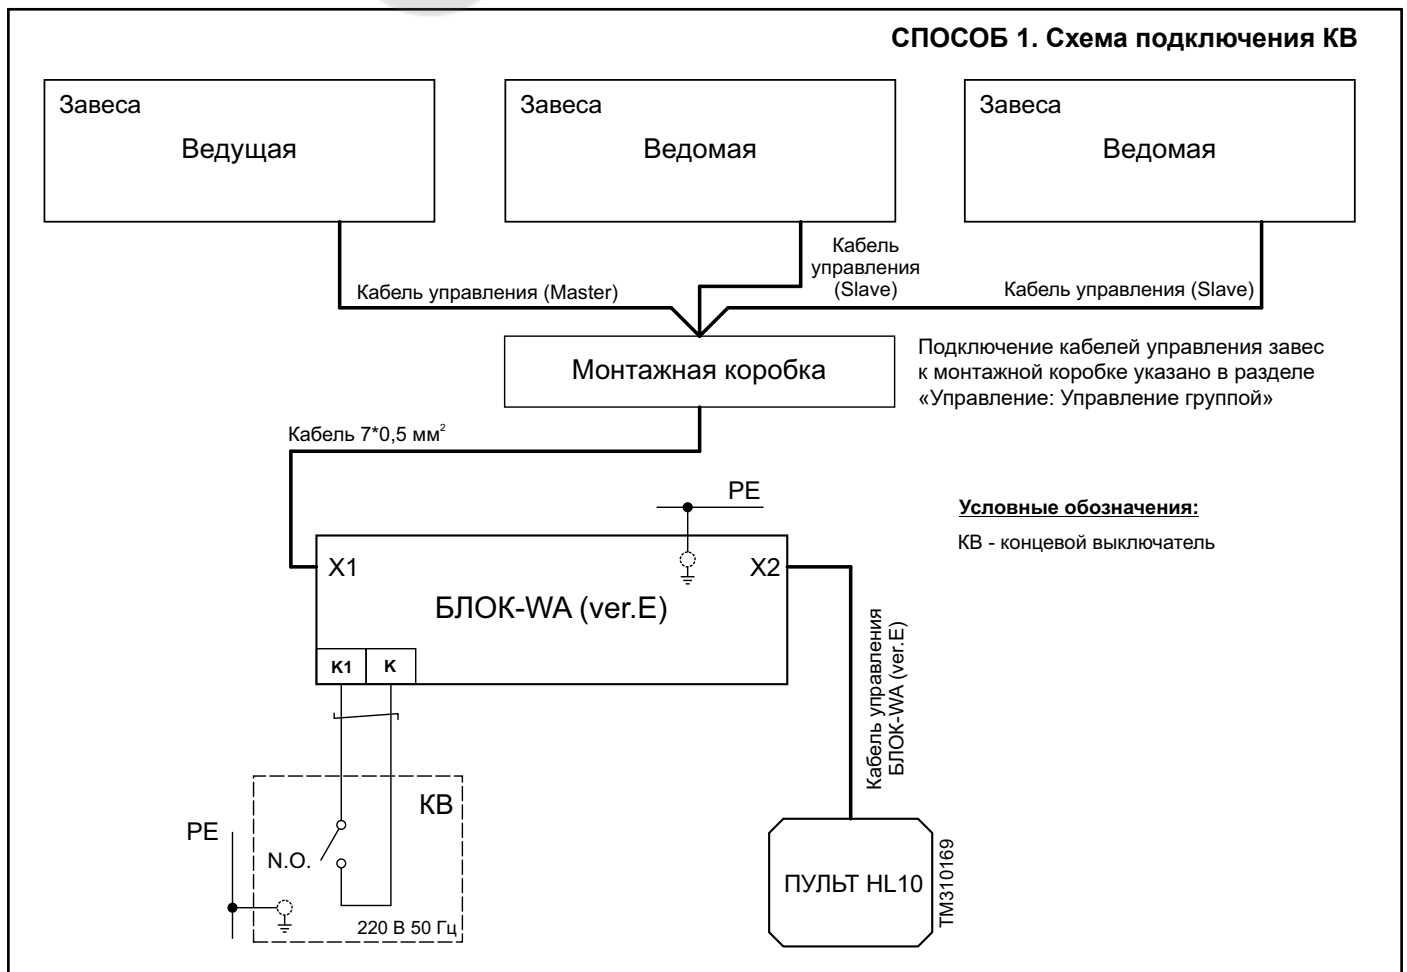 СПОСОБ 1. Схема подключения КВ
Завеса
Ведущая
Завеса
Ведомая
Завеса
Ведомая
Кабель управления (Master)
Кабель
управления
(Slave)
Кабель управления (Slave)
Монтажная коробка
Подключение кабелей управления завес
к монтажной коробке указано в разделе
«Управление: Управление группой»
Кабель 7*0,5 мм²
PE
Условные обозначения:
КВ - концевой выключатель
X1
X2
БЛОК-WA (ver.E)
K1
K
Кабель управления
БЛОК-WA (ver.E)
КВ
PE
N.O.
220 В 50 Гц
ПУЛЬТ HL10
TM310169